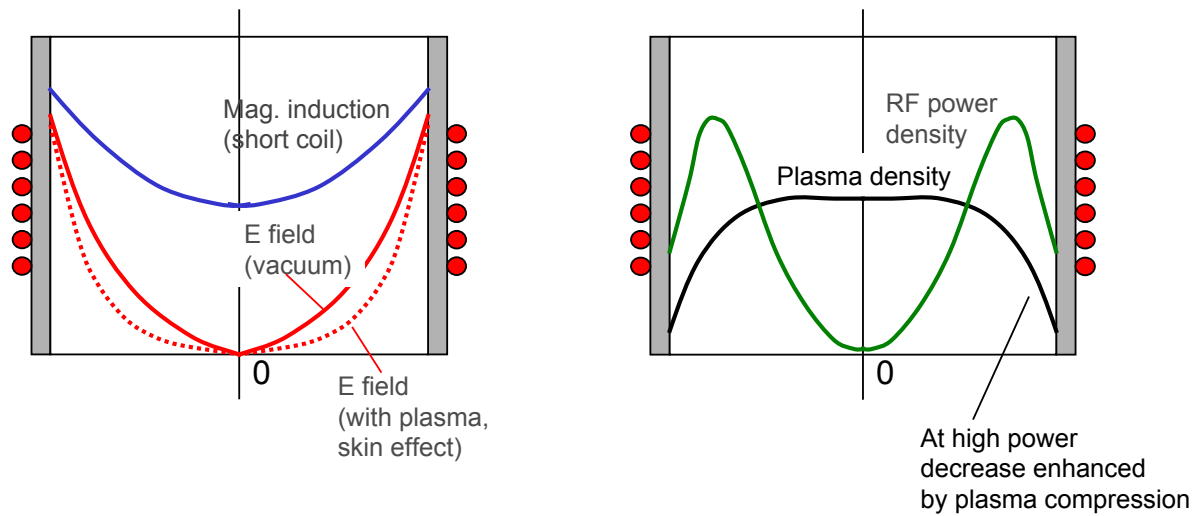 Mag. induction
(short coil)
E field
(vacuum)
0
E field
(with plasma,
skin effect)
RF power
density
Plasma density
0
At high power
decrease enhanced
by plasma compression